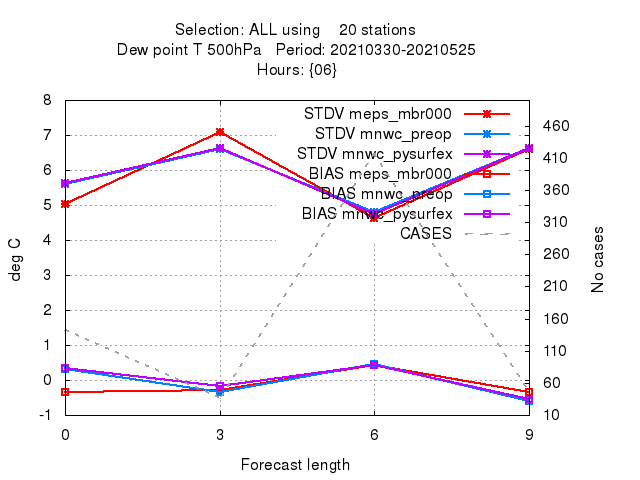 Selection: ALL using    20 stations
Dew point T 500hPa   Period: 20210330-20210525
Hours: {06}
8
7
6
5
4
3
2
1
0
-1
deg C
STDV meps_mbr000
STDV mnwc_preop
STDV mnwc_pysurfex
BIAS meps_mbr000
BIAS mnwc_preop
BIAS mnwc_pysurfex
CASES
460
410
360
310
260
210
160
110
60
10
No cases
0 3 6 9
Forecast length